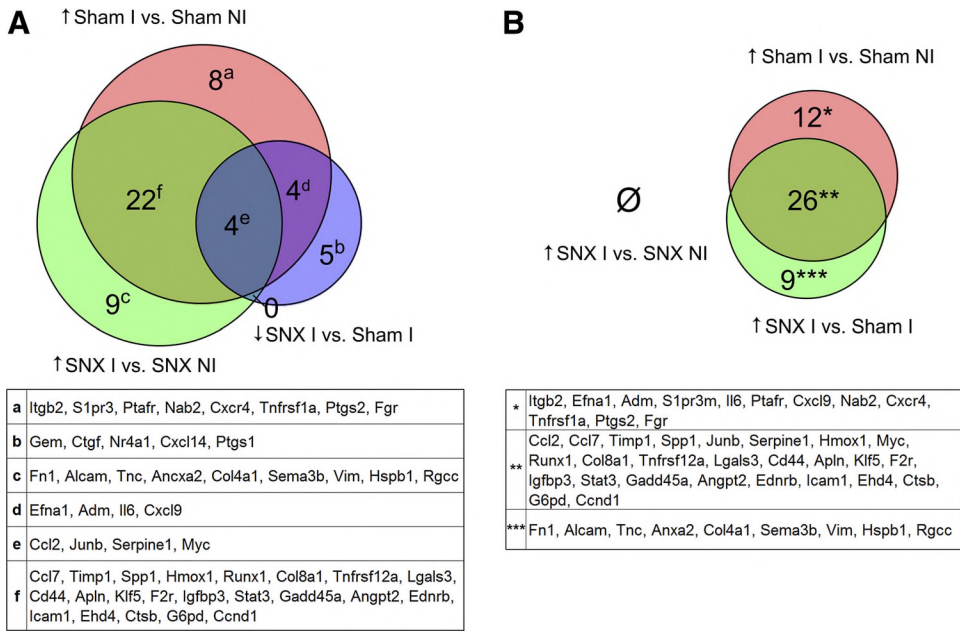 A
↑Sham I vs. Sham NI
8a
22f
4d
4e
5b
9c
0
↓SNX I vs. Sham I
↑SNX I vs. SNX NI
a Itgb2, S1pr3, Ptafr, Nab2, Cxcr4, Tnfrsf1a, Ptgs2, Fgr
b Gem, Ctgf, Nr4a1, Cxcl14, Ptgs1
c Fn1, Alcam, Tnc, Ancxa2, Col4a1, Sema3b, Vim, Hspb1, Rgcc
d Efna1, Adm, Il6, Cxcl9
e Ccl2, Junb, Serpine1, Myc
f Ccl7, Timp1, Spp1, Hmox1, Runx1, Col8a1, Tnfrsf12a, Lgals3,
Cd44, Apln, Klf5, F2r, Igfbp3, Stat3, Gadd45a, Angpt2, Ednrb,
Icam1, Ehd4, Ctsb, G6pd, Ccnd1
B
↑Sham I vs. Sham NI
12*
26**
Ø
↑SNX I vs. SNX NI
9***
↑SNX I vs. Sham I
* Itgb2, Efna1, Adm, S1pr3m, Il6, Ptafr, Cxcl9, Nab2, Cxcr4,
Tnfrsf1a, Ptgs2, Fgr
** Ccl2, Ccl7, Timp1, Spp1, Junb, Serpine1, Hmox1, Myc,
Runx1, Col8a1, Tnfrsf12a, Lgals3, Cd44, Apln, Klf5, F2r,
Igfbp3, Stat3, Gadd45a, Angpt2, Ednrb, Icam1, Ehd4, Ctsb,
G6pd, Ccnd1
*** Fn1, Alcam, Tnc, Anxa2, Col4a1, Sema3b, Vim, Hspb1, Rgcc